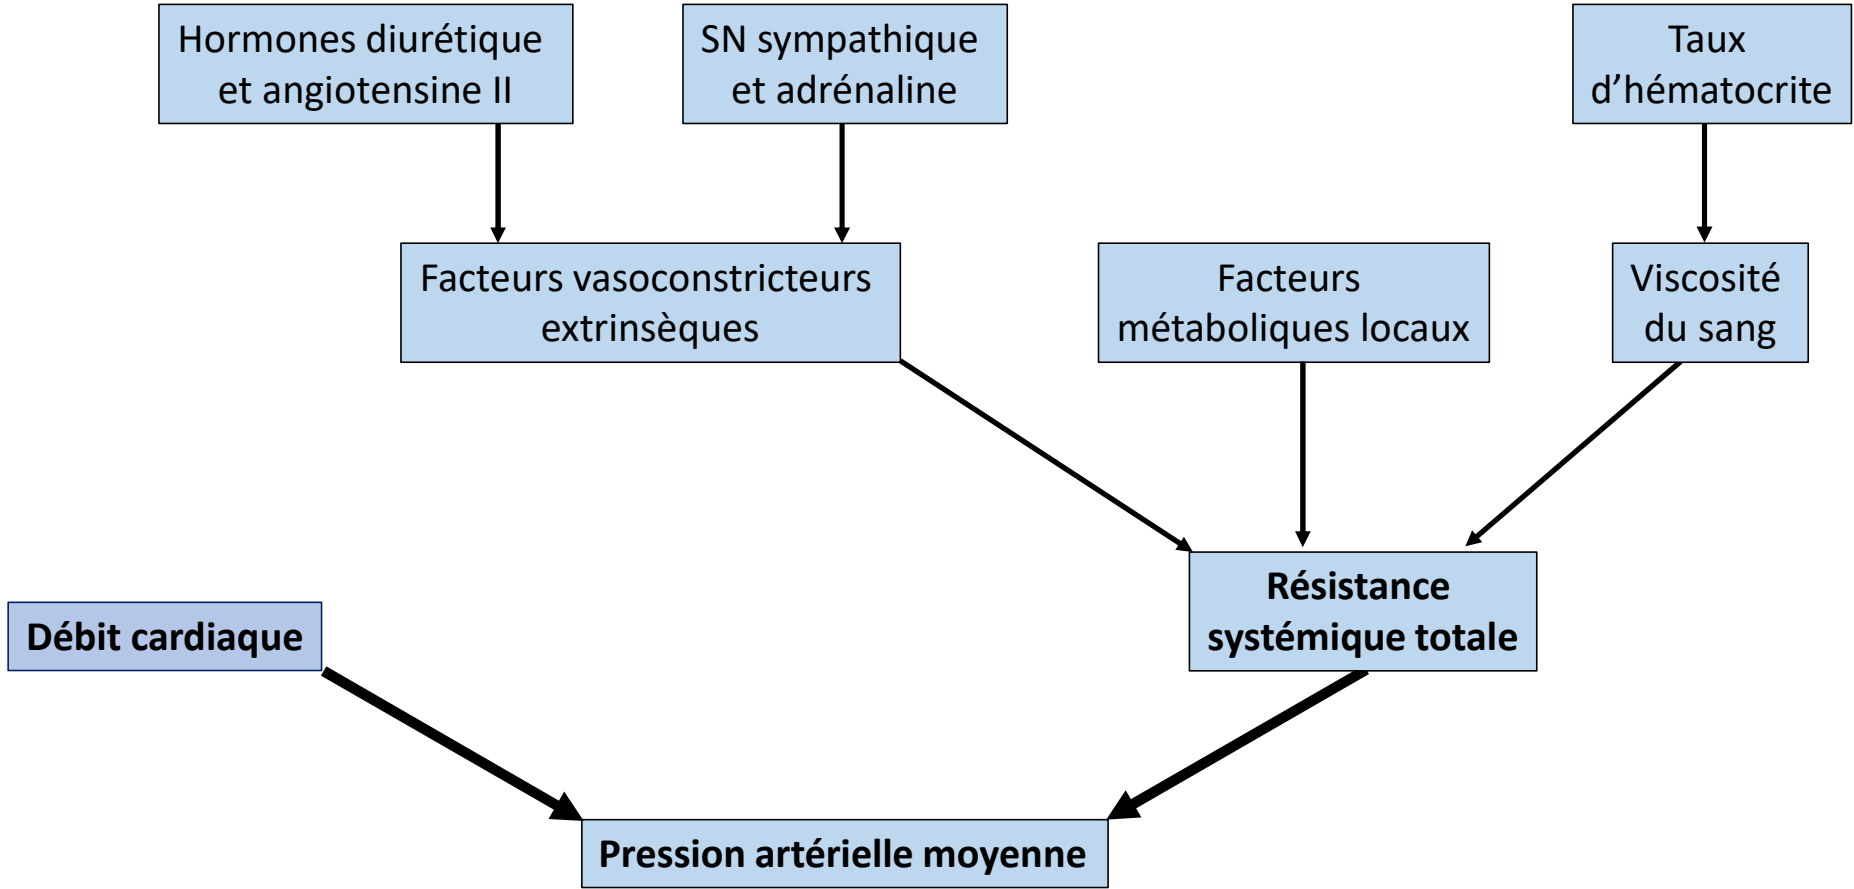 Hormones diurétique
et angiotensine II
SN sympathique
et adrénaline
Taux
d’hématocrite
Facteurs vasoconstricteurs
extrinsèques
Facteurs
métaboliques locaux
Viscosité
du sang
Résistance
systémique totale
Débit cardiaque
Pression artérielle moyenne